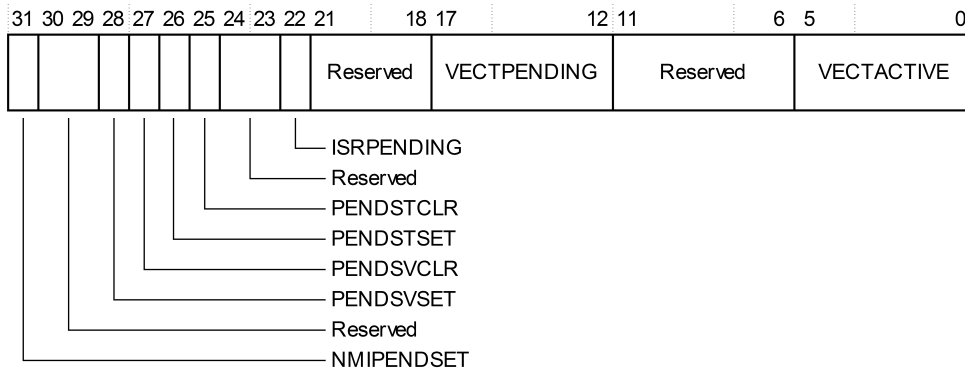 31 30 29 28 27 26 25 24 23 22 21 18 17 12 11 6 5 0
Reserved VECTPENDING Reserved VECTACTIVE
ISRPENDING
Reserved
PENDSTCLR
PENDSTSET
PENDSVCLR
PENDSVSET
Reserved
NMIPENDSET